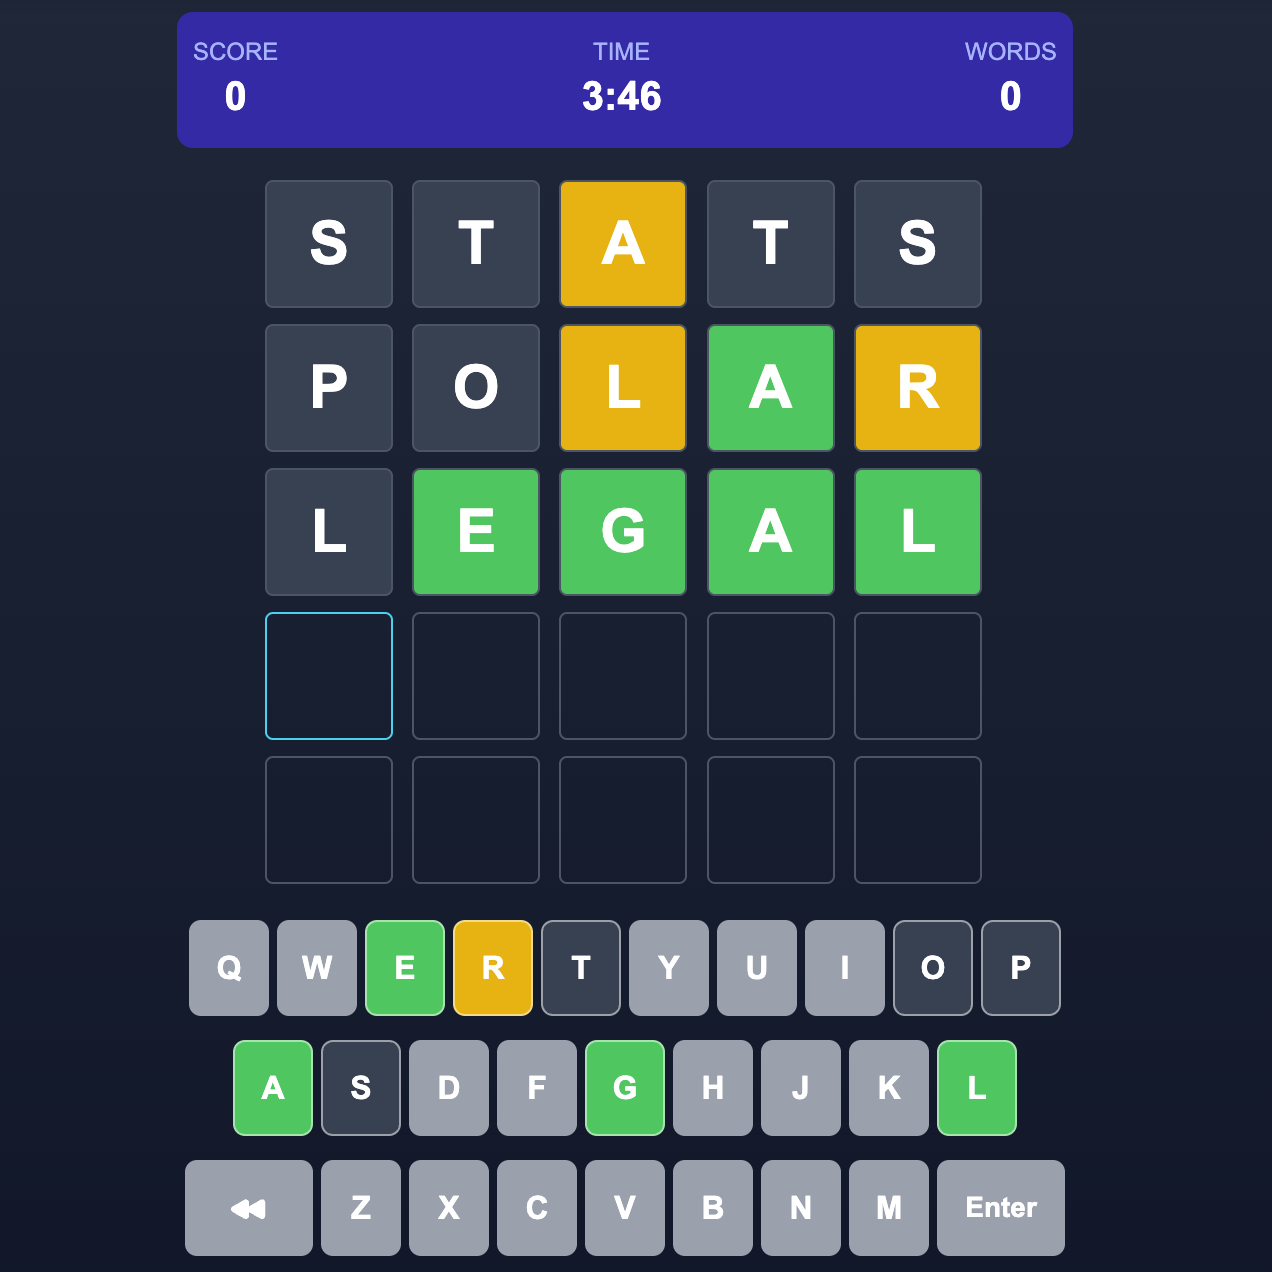 SCORE TIME WORDS
0 3:46 0
S T A T S
P O L A R
L E G A L
Q W E R T Y U I O P
A S D F G H J K L
Z X C V B N M Enter